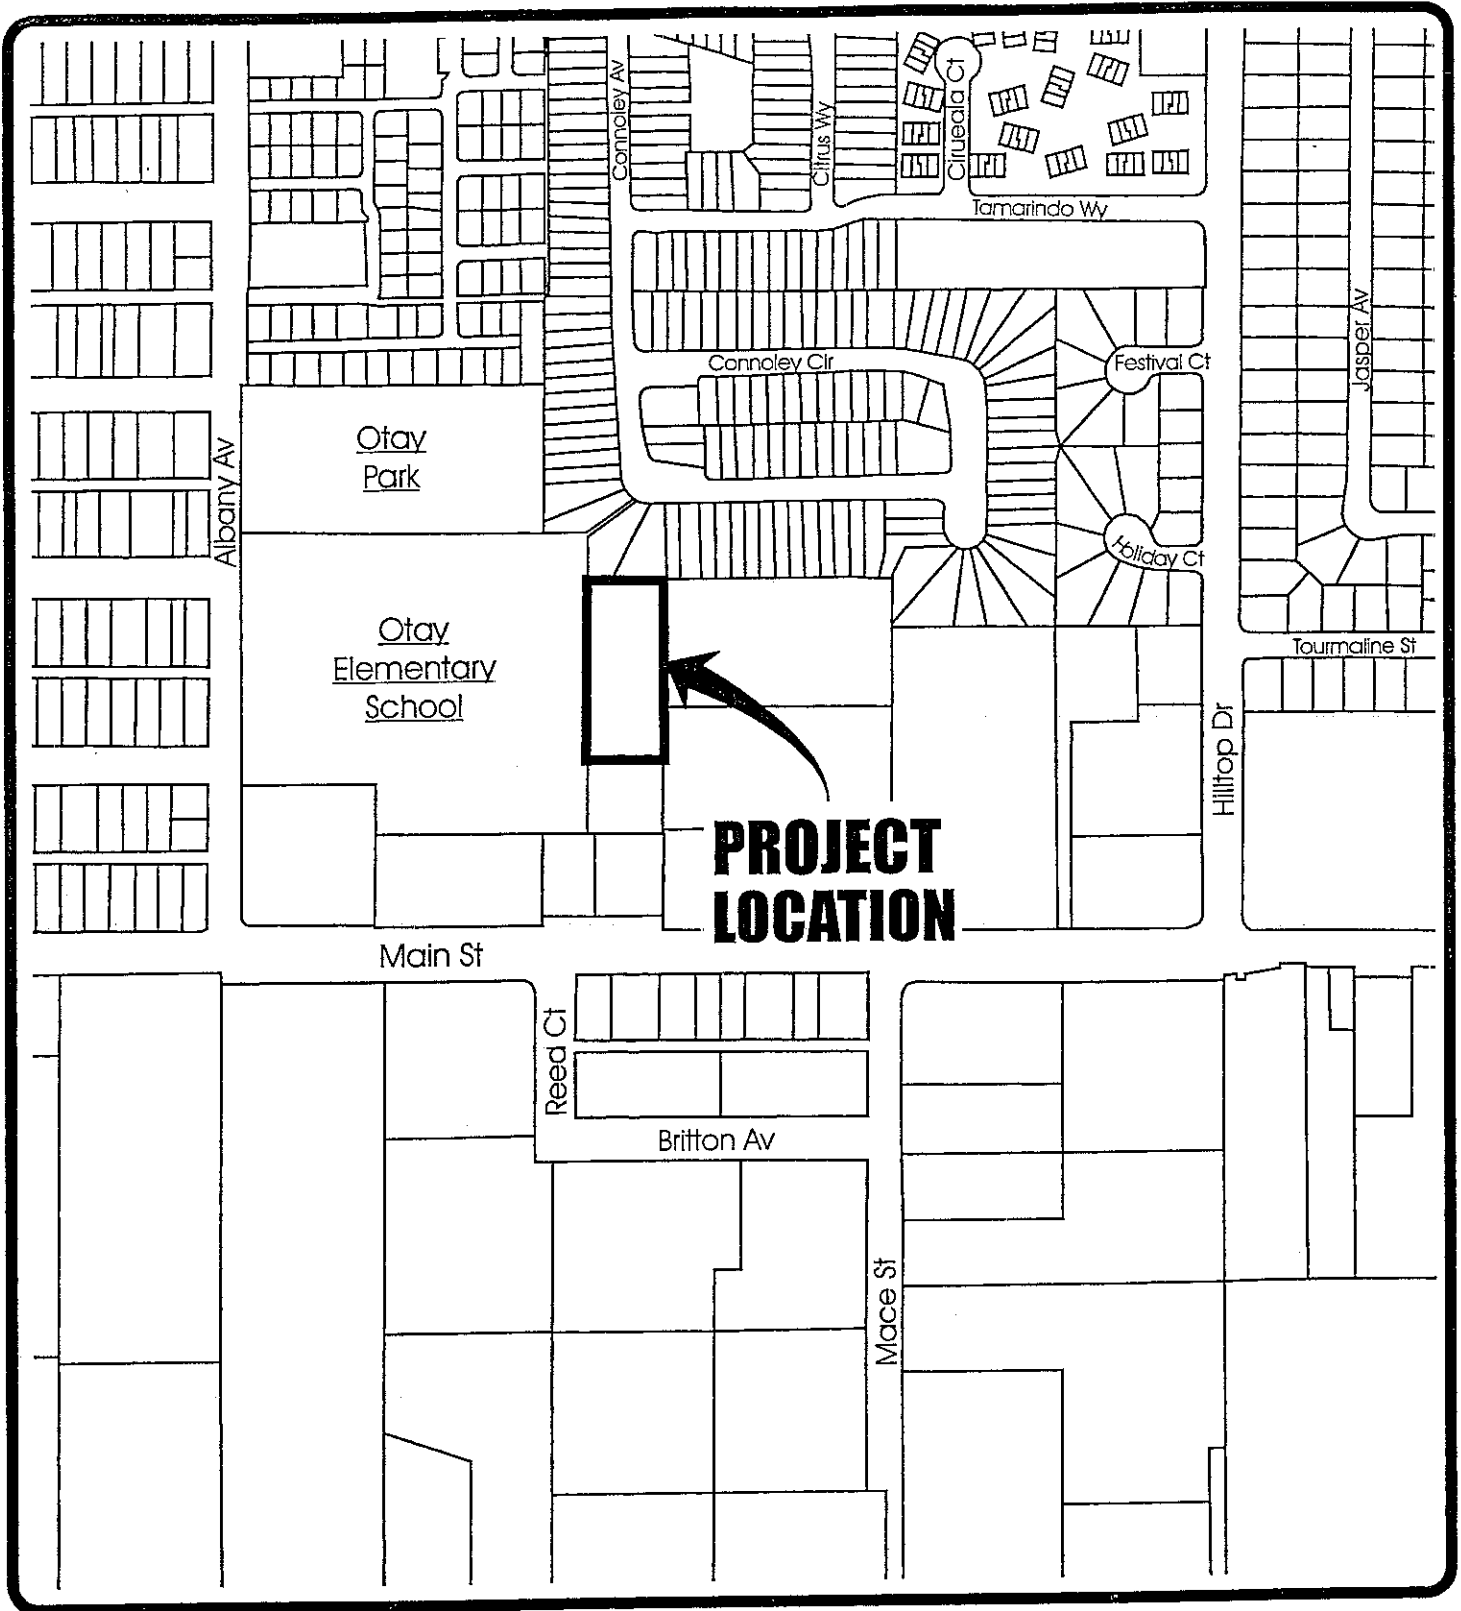 Connoley Av
Citrus Wy
Ciruela Ct
Tamarindo Wy
Jasper Av
Connoley Cir
Festival Ct
Otay
Park
Albany Av
Holiday Ct
Otay
Elementary
School
Tourmaline St
Hilltop Dr
PROJECT
LOCATION
Main St
Reed Ct
Britton Av
Mace St